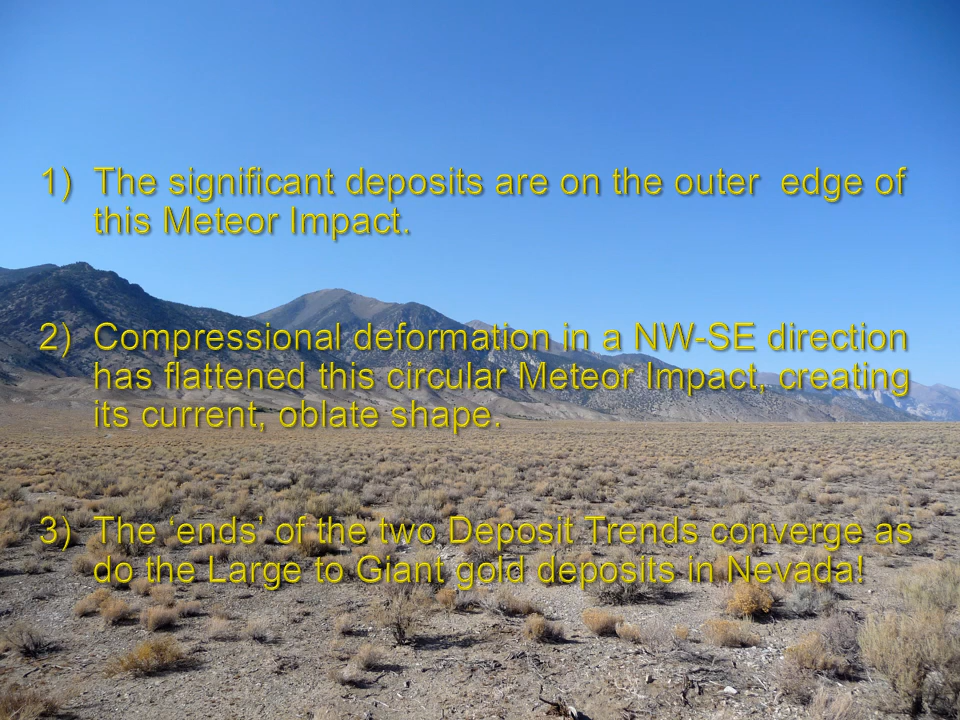 1) The significant deposits are on the outer edge of
this Meteor Impact.
2) Compressional deformation in a NW-SE direction
has flattened this circular Meteor Impact, creating
its current, oblate shape.
3) The ‘ends’ of the two Deposit Trends converge as
do the Large to Giant gold deposits in Nevada!